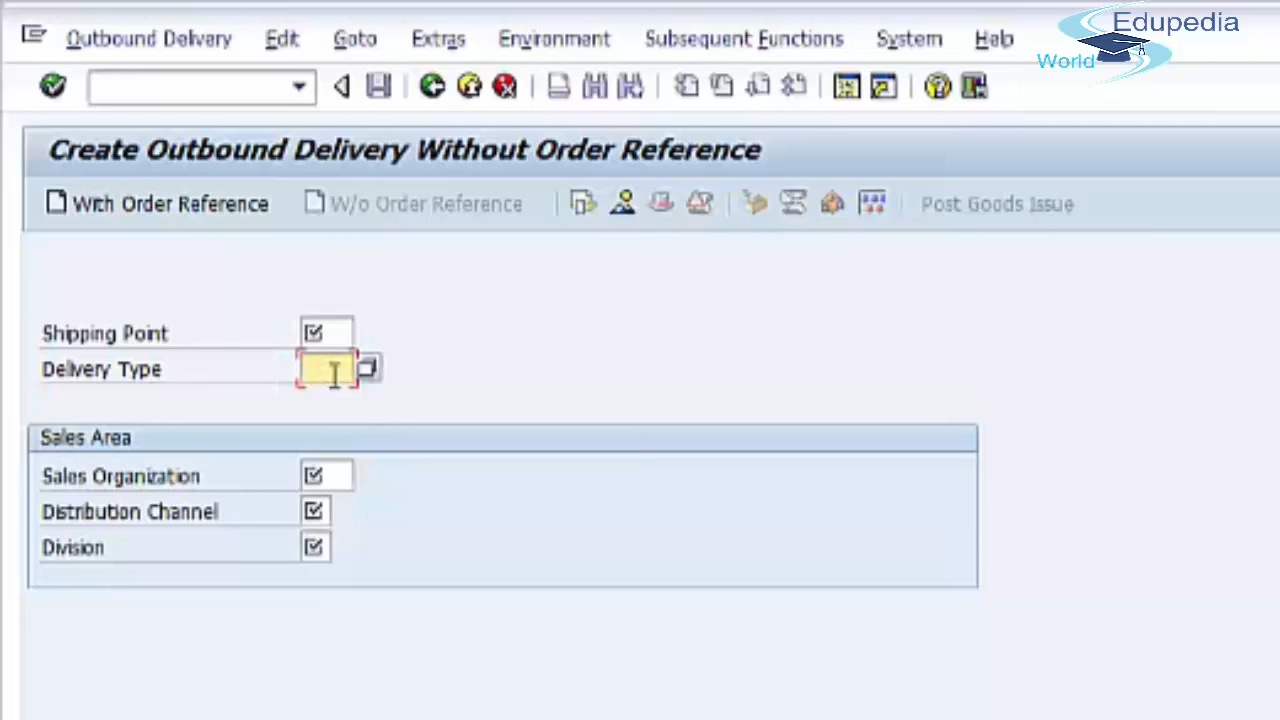 Outbound Delivery Edit Goto Extras Environment Subsequent Functions System Help
Edupedia
World
Create Outbound Delivery Without Order Reference
With Order Reference W/o Order Reference Post Goods Issue
Shipping Point
Delivery Type
Sales Area
Sales Organization
Distribution Channel
Division